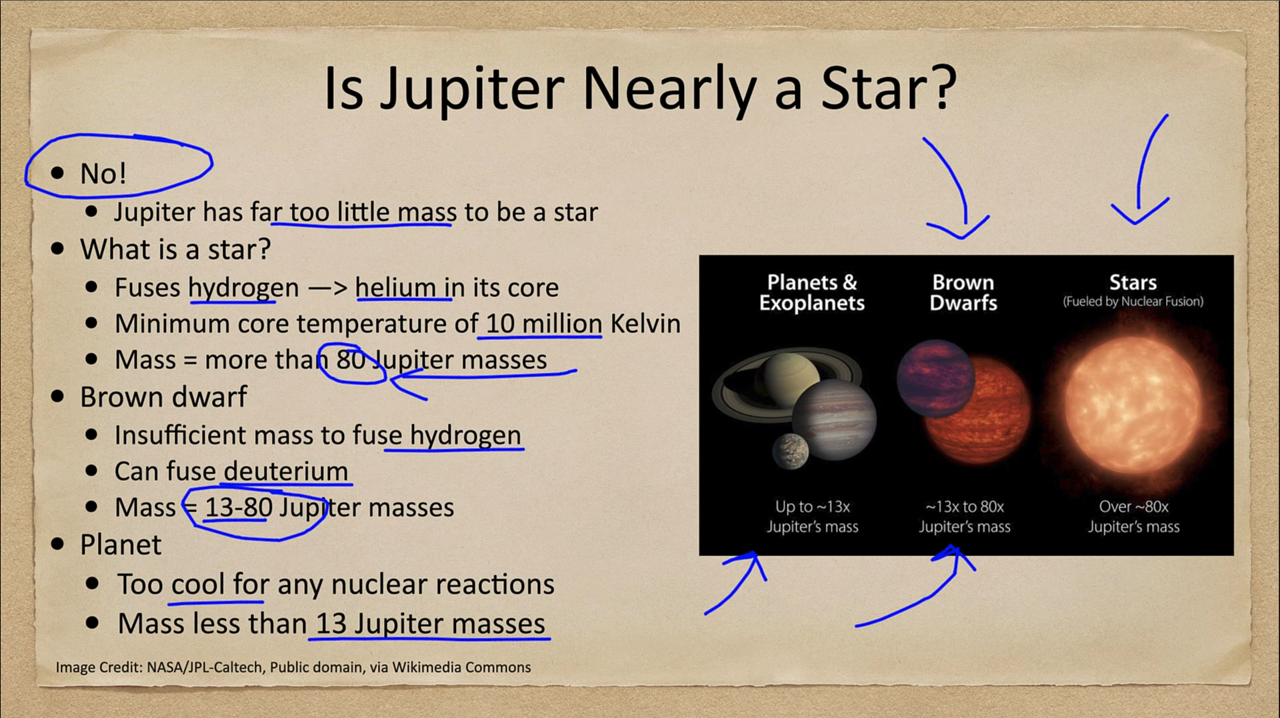 Is Jupiter Nearly a Star?
• No!
• Jupiter has far too little mass to be a star
• What is a star?
• Fuses hydrogen —> helium in its core
• Minimum core temperature of 10 million Kelvin
• Mass = more than 80 Jupiter masses
• Brown dwarf
• Insufficient mass to fuse hydrogen
• Can fuse deuterium
• Mass = 13-80 Jupiter masses
• Planet
• Too cool for any nuclear reactions
• Mass less than 13 Jupiter masses
Image Credit: NASA/JPL-Caltech, Public domain, via Wikimedia Commons
Planets &
Exoplanets
Up to ~13x
Jupiter's mass
Brown
Dwarfs
~13x to 80x
Jupiter's mass
Stars
(Fueled by Nuclear Fusion)
Over ~80x
Jupiter's mass